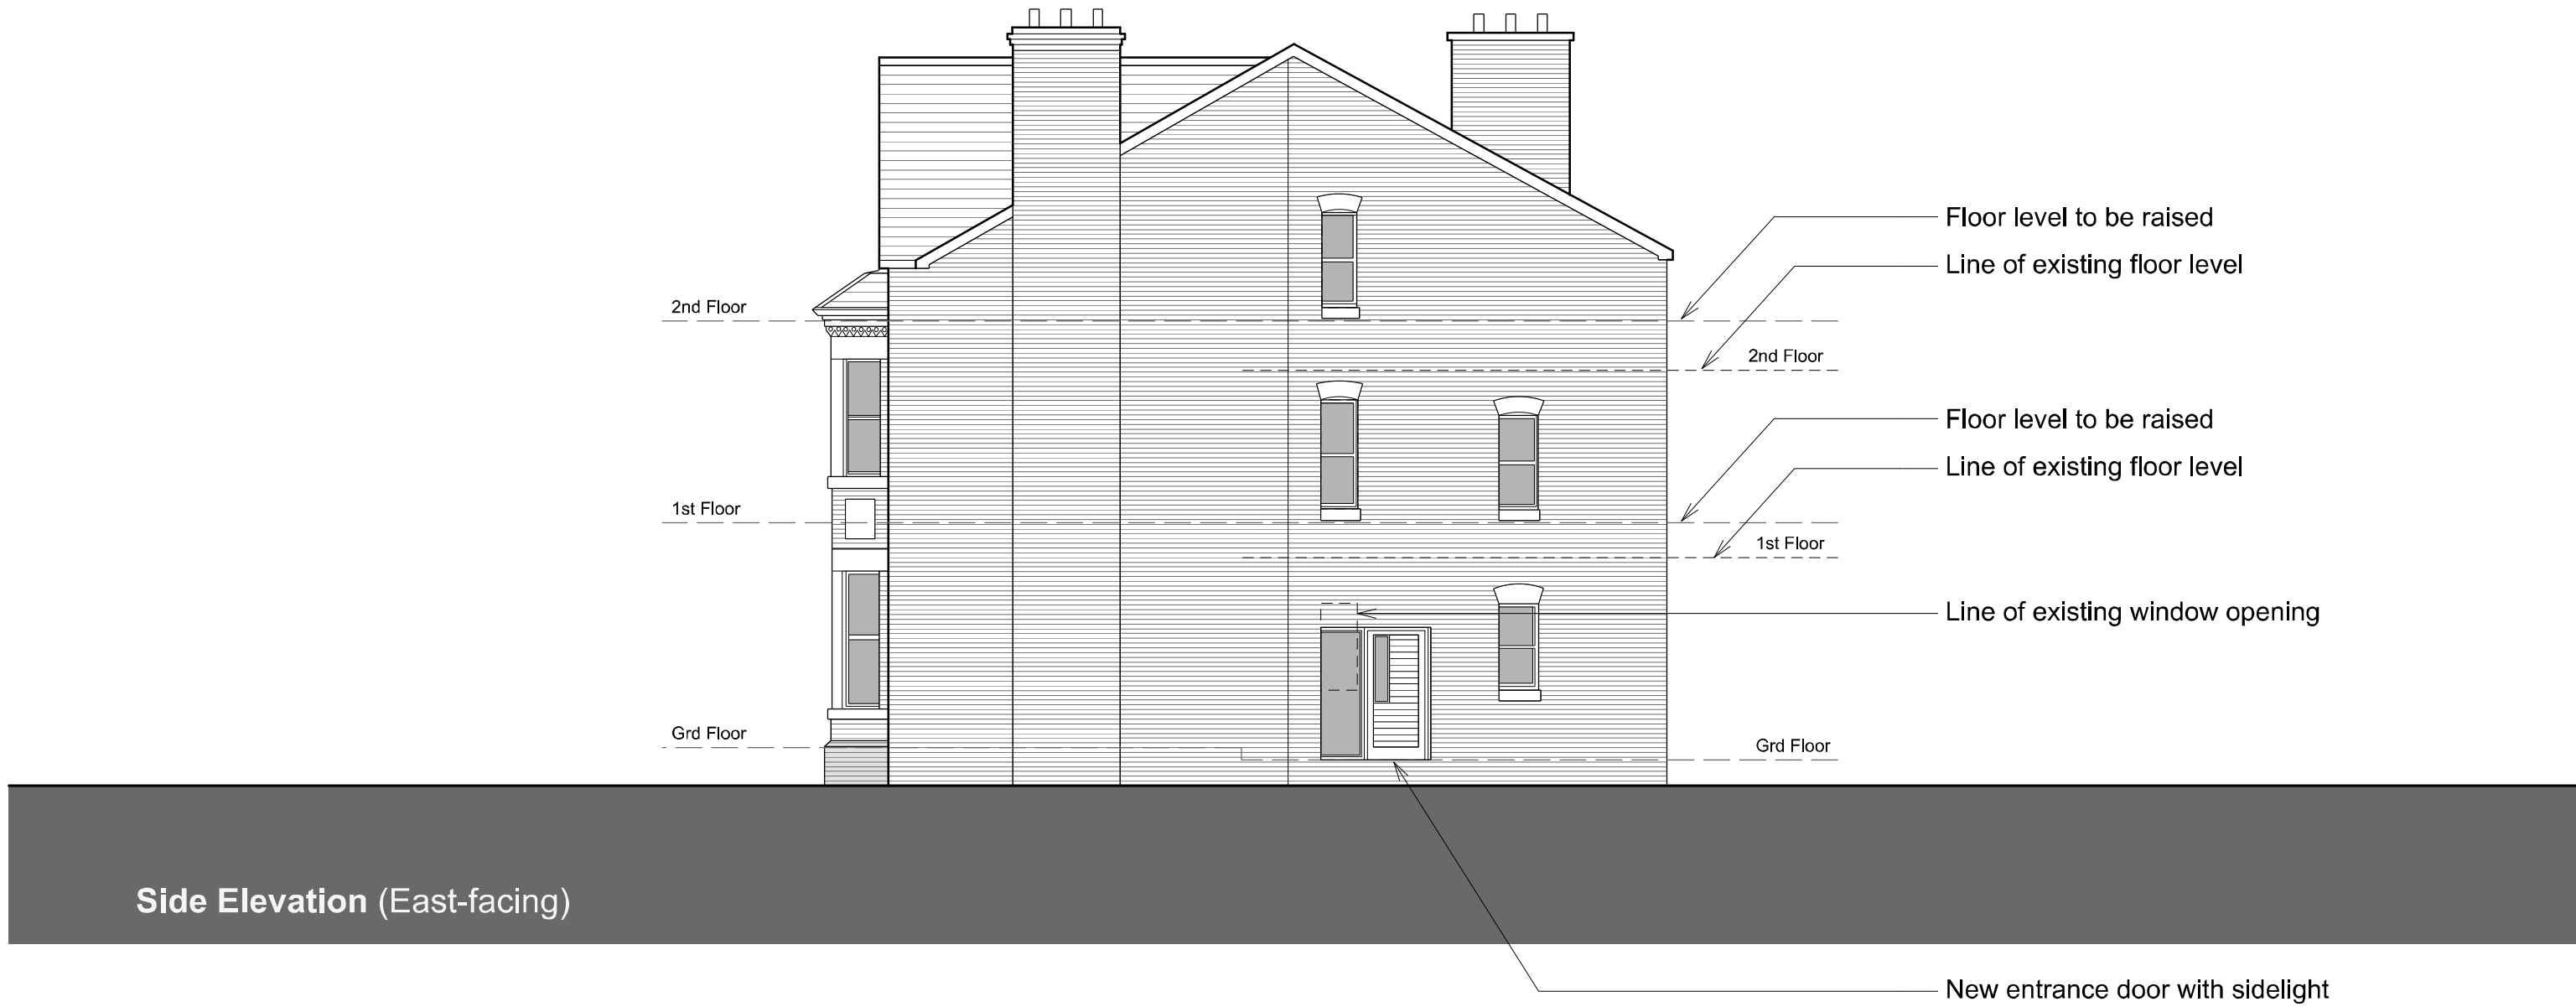 Floor level to be raised
Line of existing floor level
2nd Floor
2nd Floor
Floor level to be raised
Line of existing floor level
1st Floor
1st Floor
Line of existing window opening
Grd Floor
Grd Floor
Side Elevation (East-facing)
New entrance door with sidelight